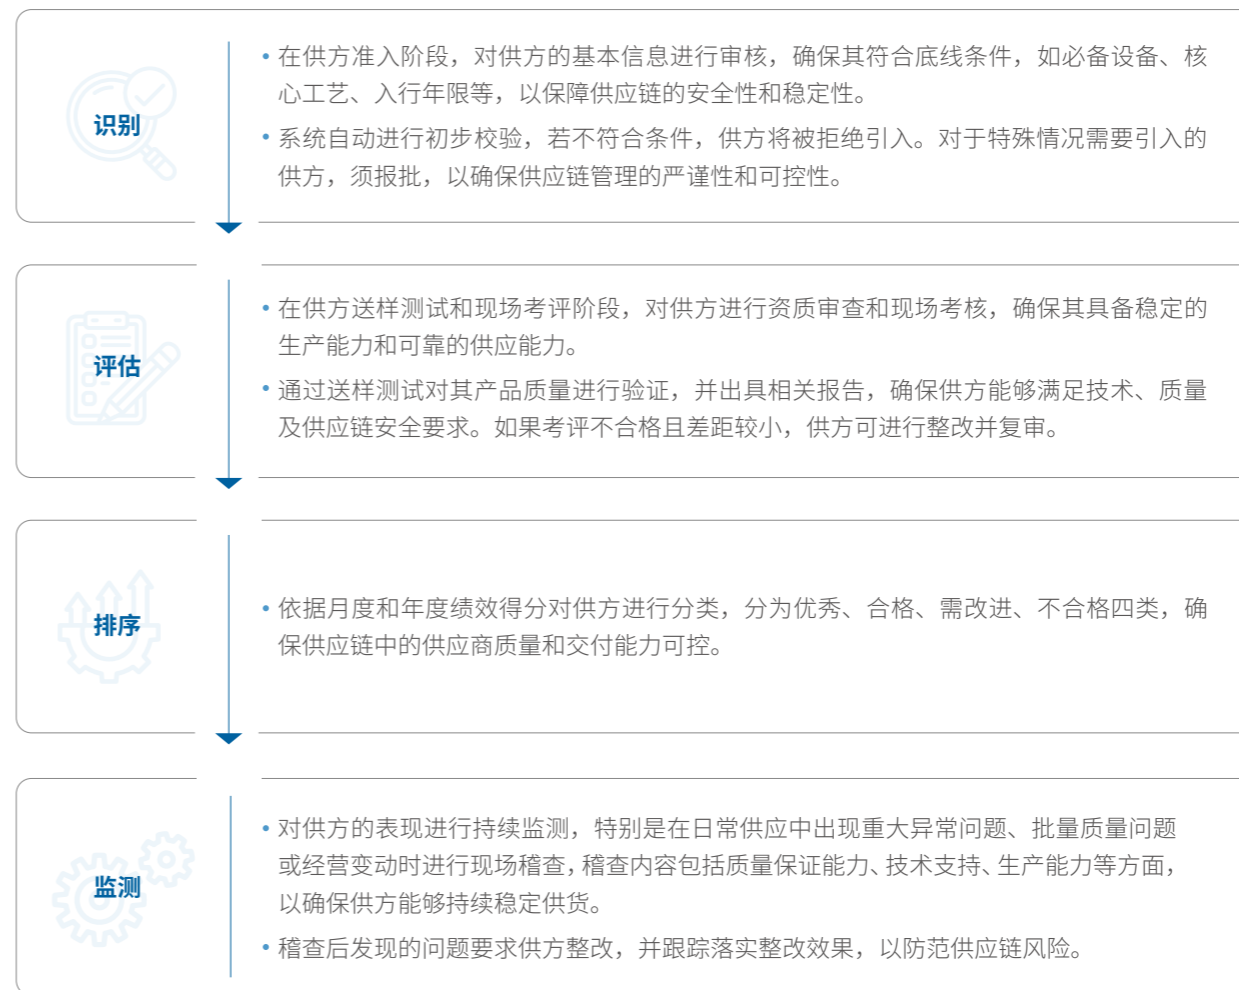 识别
• 在供方准入阶段，对供方的基本信息进行审核，确保其符合底线条件，如必备设备、核
心工艺、入行年限等，以保障供应链的安全性和稳定性。
• 系统自动进行初步校验，若不符合条件，供方将被拒绝引入。对于特殊情况需要引入的
供方，须报批，以确保供应链管理的严谨性和可控性。
评估
• 在供方送样测试和现场考评阶段，对供方进行资质审查和现场考核，确保其具备稳定的
生产能力和可靠的供应能力。
• 通过送样测试对其产品质量进行验证，并出具相关报告，确保供方能够满足技术、质量
及供应链安全要求。如果考评不合格且差距较小，供方可进行整改并复审。
排序
• 依据月度和年度绩效得分对供方进行分类，分为优秀、合格、需改进、不合格四类，确
保供应链中的供应商质量和交付能力可控。
监测
• 对供方的表现进行持续监测，特别是在日常供应中出现重大异常问题、批量质量问题
或经营变动时进行现场稽查，稽查内容包括质量保证能力、技术支持、生产能力等方面，
以确保供方能够持续稳定供货。
• 稽查后发现的问题要求供方整改，并跟踪落实整改效果，以防范供应链风险。